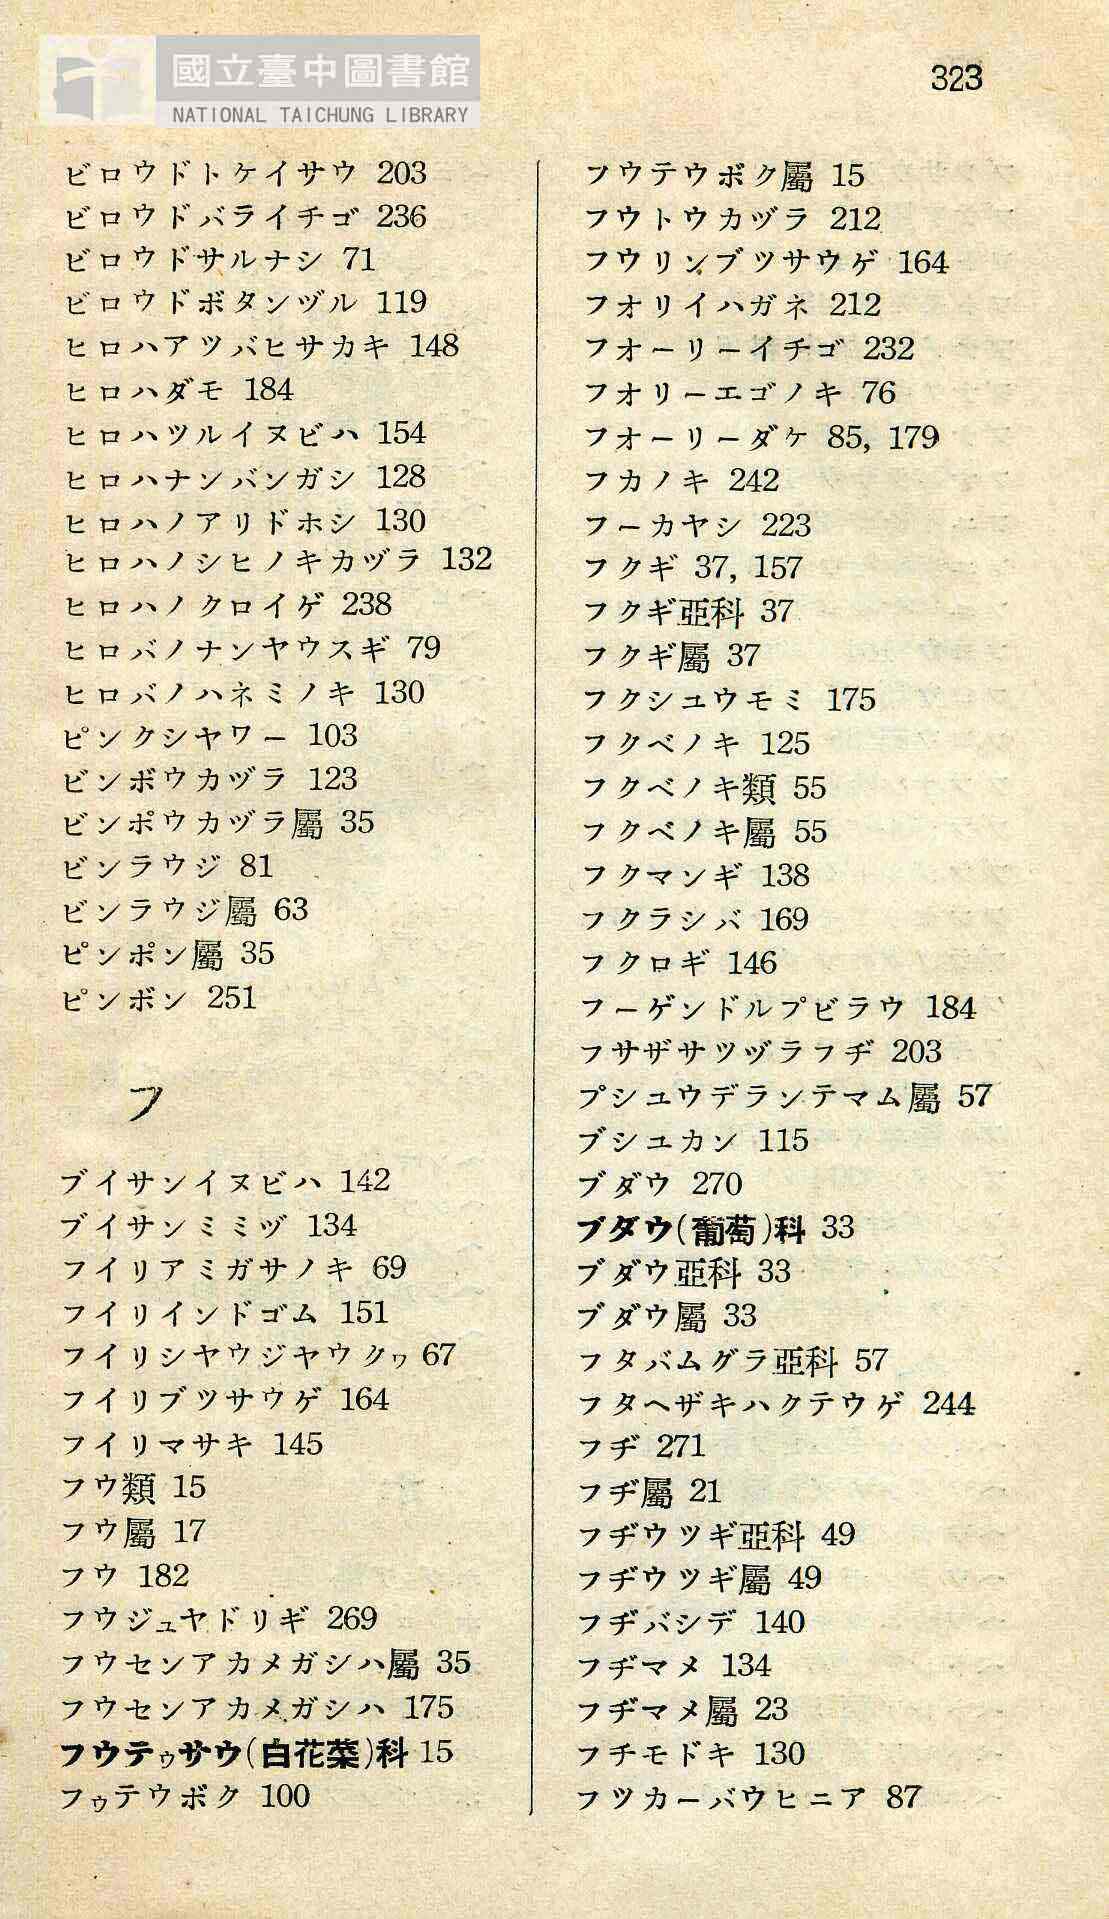 國立臺中圖書館
NATIONAL TAICHUNG LIBRARY
323
ビロウドトケイサウ 203
ビロウドバライチゴ 236
ビロウドサルナシ 71
ビロウドボタンヅル 119
ヒロハアツバヒサカキ 148
ヒロハダモ 184
ヒロハツルイヌビハ 154
ヒロハナンバンガシ 128
ヒロハノアリドホシ 130
ヒロハノシヒノキカヅラ 132
ヒロハノクロイゲ 238
ヒロバノナンヤウスギ 79
ヒロバノハネミノキ 130
ピンクシヤワー 103
ビンボウカヅラ 123
ビンポウカヅラ屬 35
ビンラウジ 81
ビンラウジ屬 63
ピンポン屬 35
ピンボン 251
フ
ブイサンイヌビハ 142
ブイサンミミヅ 134
フイリアミガサノキ 69
フイリインドゴム 151
フイリシヤウジヤウクヮ 67
フイリブツサウゲ 164
フイリマサキ 145
フウ類 15
フウ屬 17
フウ 182
フウジュヤドリギ 269
フウセンアカメガシハ屬 35
フウセンアカメガシハ 175
フウテゥサウ(白花菜)科 15
フゥテウボク 100
フウテウボク屬 15
フウトウカヅラ 212
フウリンブツサウゲ 164
フオリイハガネ 212
フオーリーイチゴ 232
フオリーエゴノキ 76
フオーリーダケ 85, 179
フカノキ 242
フーカヤシ 223
フクギ 37, 157
フクギ亞科 37
フクギ屬 37
フクシユウモミ 175
フクベノキ 125
フクベノキ類 55
フクベノキ屬 55
フクマンギ 138
フクラシバ 169
フクロギ 146
フーゲンドルプビラウ 184
フサザサツヅラフヂ 203
プシユウデランテマム屬 57
ブシユカン 115
ブダウ 270
ブダウ(葡萄)科 33
ブダウ亞科 33
ブダウ屬 33
フタバムグラ亞科 57
フタヘザキハクテウゲ 244
フヂ 271
フヂ屬 21
フヂウツギ亞科 49
フヂウツギ屬 49
フヂバシデ 140
フヂマメ 134
フヂマメ屬 23
フチモドキ 130
フツカーバウヒニア 87